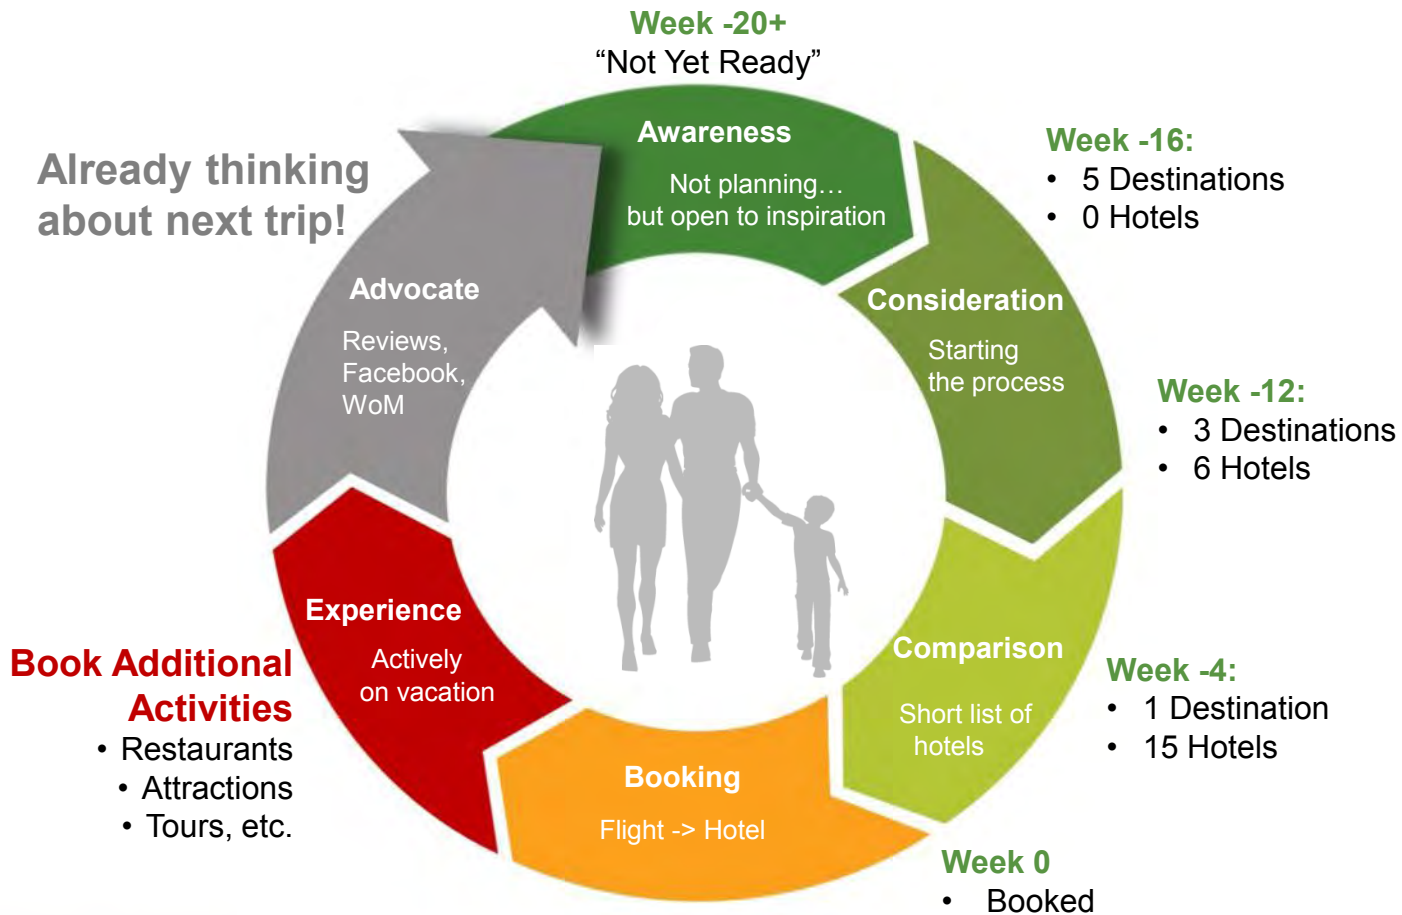 Week -20+
“Not Yet Ready”
Awareness
Not planning…
but open to inspiration
Week -16:
• 5 Destinations
• 0 Hotels
Consideration
Starting
the process
Week -12:
• 3 Destinations
• 6 Hotels
Comparison
Short list of
hotels
Week -4:
• 1 Destination
• 15 Hotels
Booking
Flight -> Hotel
Week 0
• Booked
Experience
Actively
on vacation
Book Additional
Activities
• Restaurants
• Attractions
• Tours, etc.
Advocate
Reviews,
Facebook,
WoM
Already thinking
about next trip!